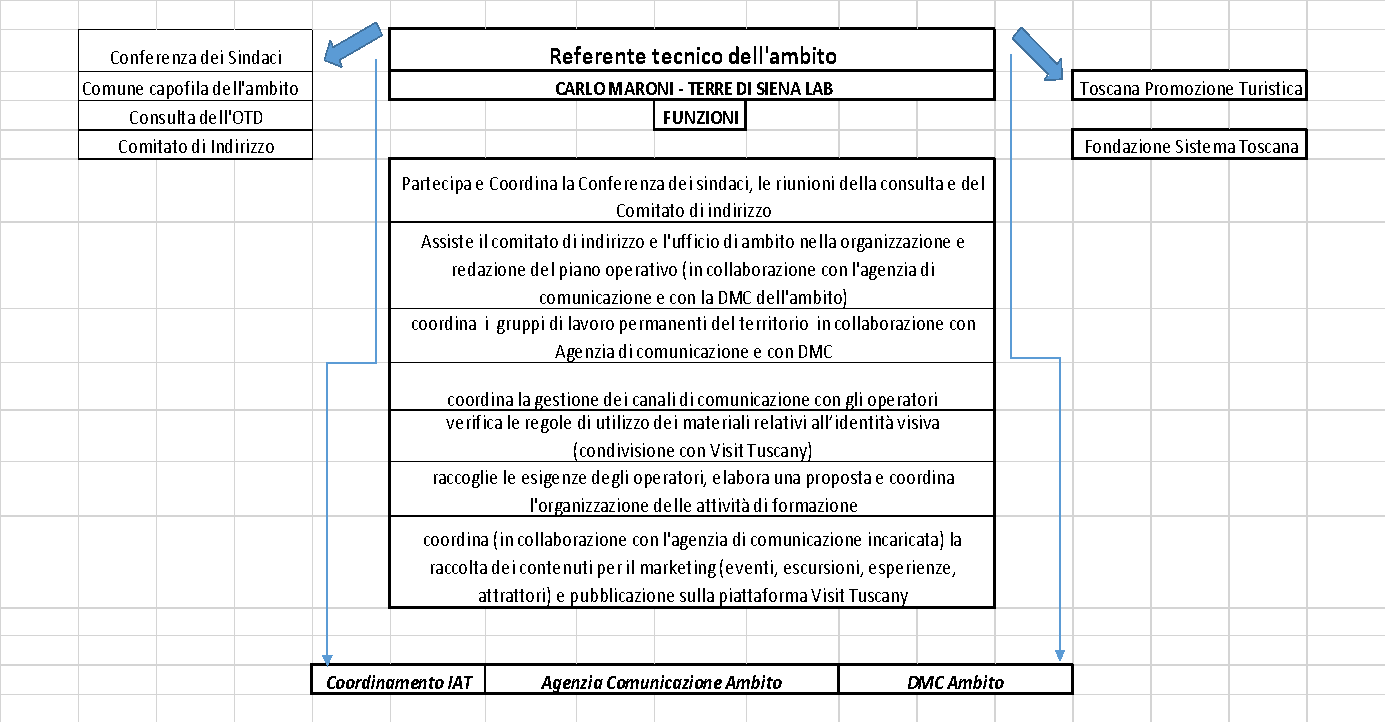 Conferenza dei Sindaci
Comune capofila dell'ambito
Consulta dell'OTD
Comitato di Indirizzo
Referente tecnico dell'ambito
CARLO MARONI - TERRE DI SIENA LAB
FUNZIONI
Toscana Promozione Turistica
Fondazione Sistema Toscana
Partecipa e Coordina la Conferenza dei sindaci, le riunioni della consulta e del
Comitato di indirizzo
Assiste il comitato di indirizzo e l'ufficio di ambito nella organizzazione e
redazione del piano operativo (in collaborazione con l'agenzia di
comunicazione e con la DMC dell'ambito)
coordina i gruppi di lavoro permanenti del territorio in collaborazione con
Agenzia di comunicazione e con DMC
coordina la gestione dei canali di comunicazione con gli operatori
verifica le regole di utilizzo dei materiali relativi all’identità visiva
(condivisione con Visit Tuscany)
raccoglie le esigenze degli operatori, elabora una proposta e coordina
l'organizzazione delle attività di formazione
coordina (in collaborazione con l'agenzia di comunicazione incaricata) la
raccolta dei contenuti per il marketing (eventi, escursioni, esperienze,
attrattori) e pubblicazione sulla piattaforma Visit Tuscany
Coordinamento IAT
Agenzia Comunicazione Ambito
DMC Ambito